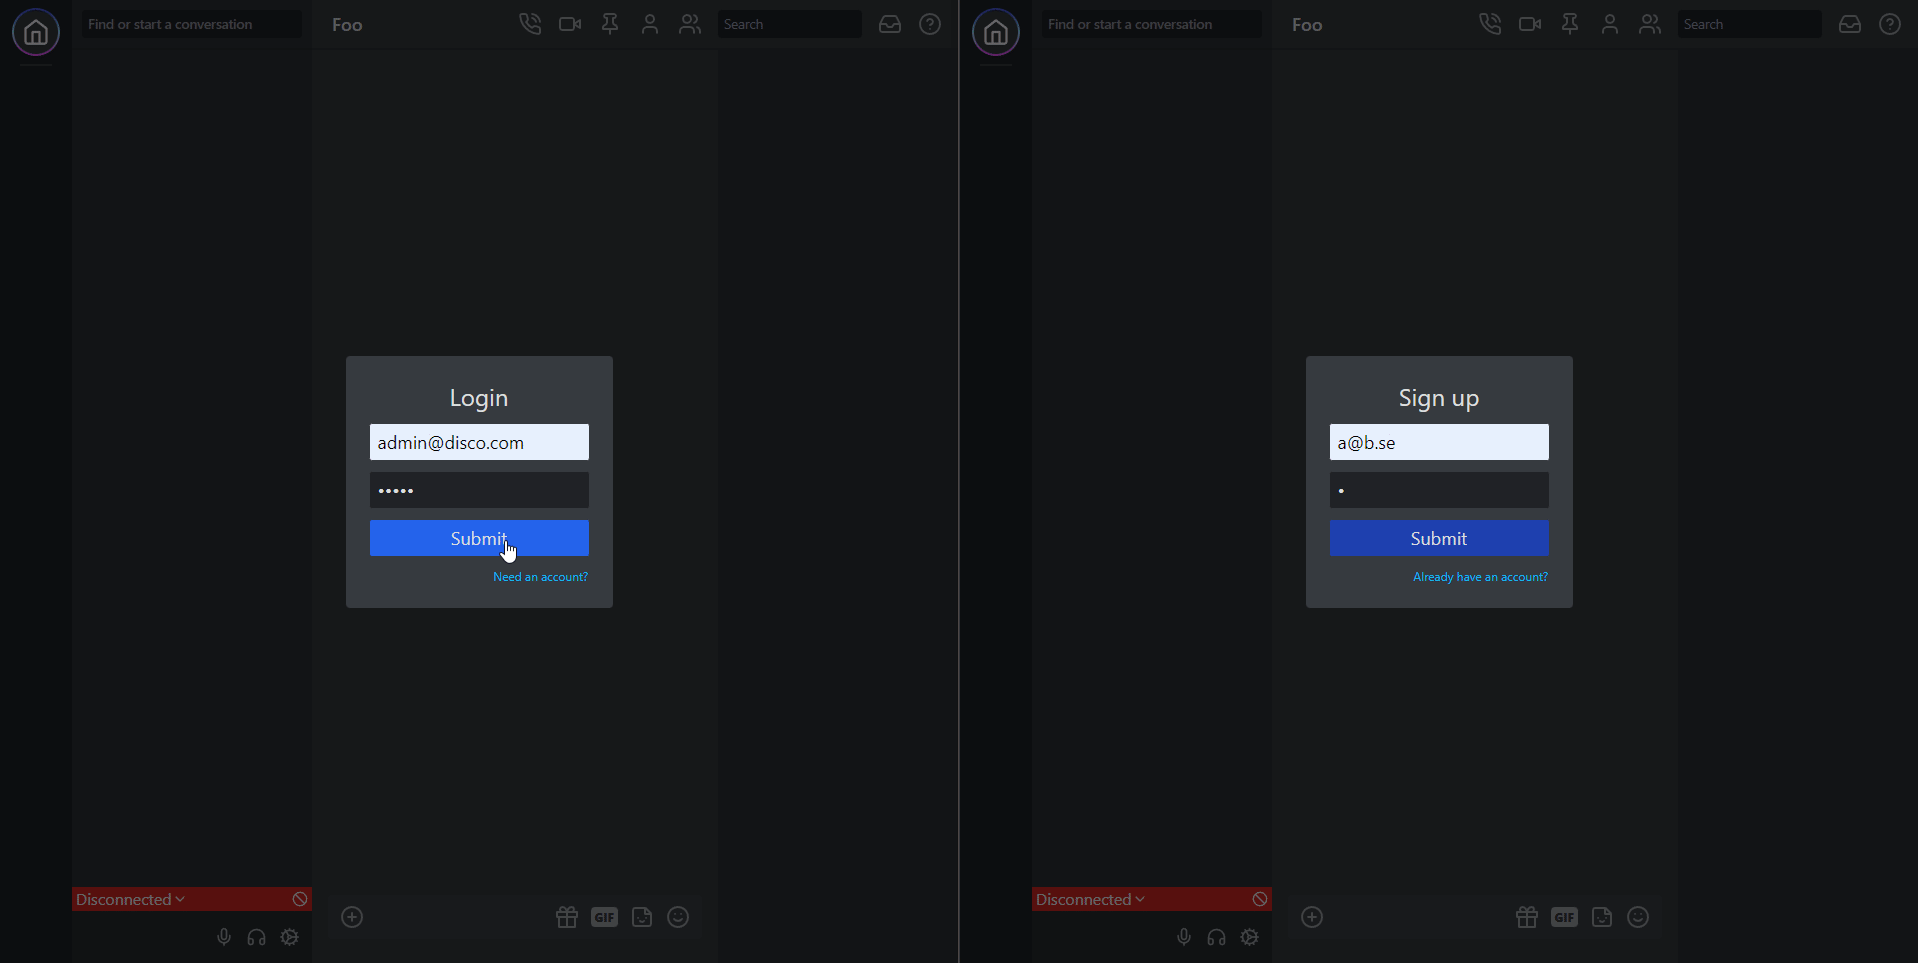 Find or start a conversation
Foo
Search
Login
admin@disco.com
•••••
Submit
Need an account?
Disconnected
GIF
Find or start a conversation
Foo
Search
Sign up
a@b.se
•
Submit
Already have an account?
Disconnected
GIF